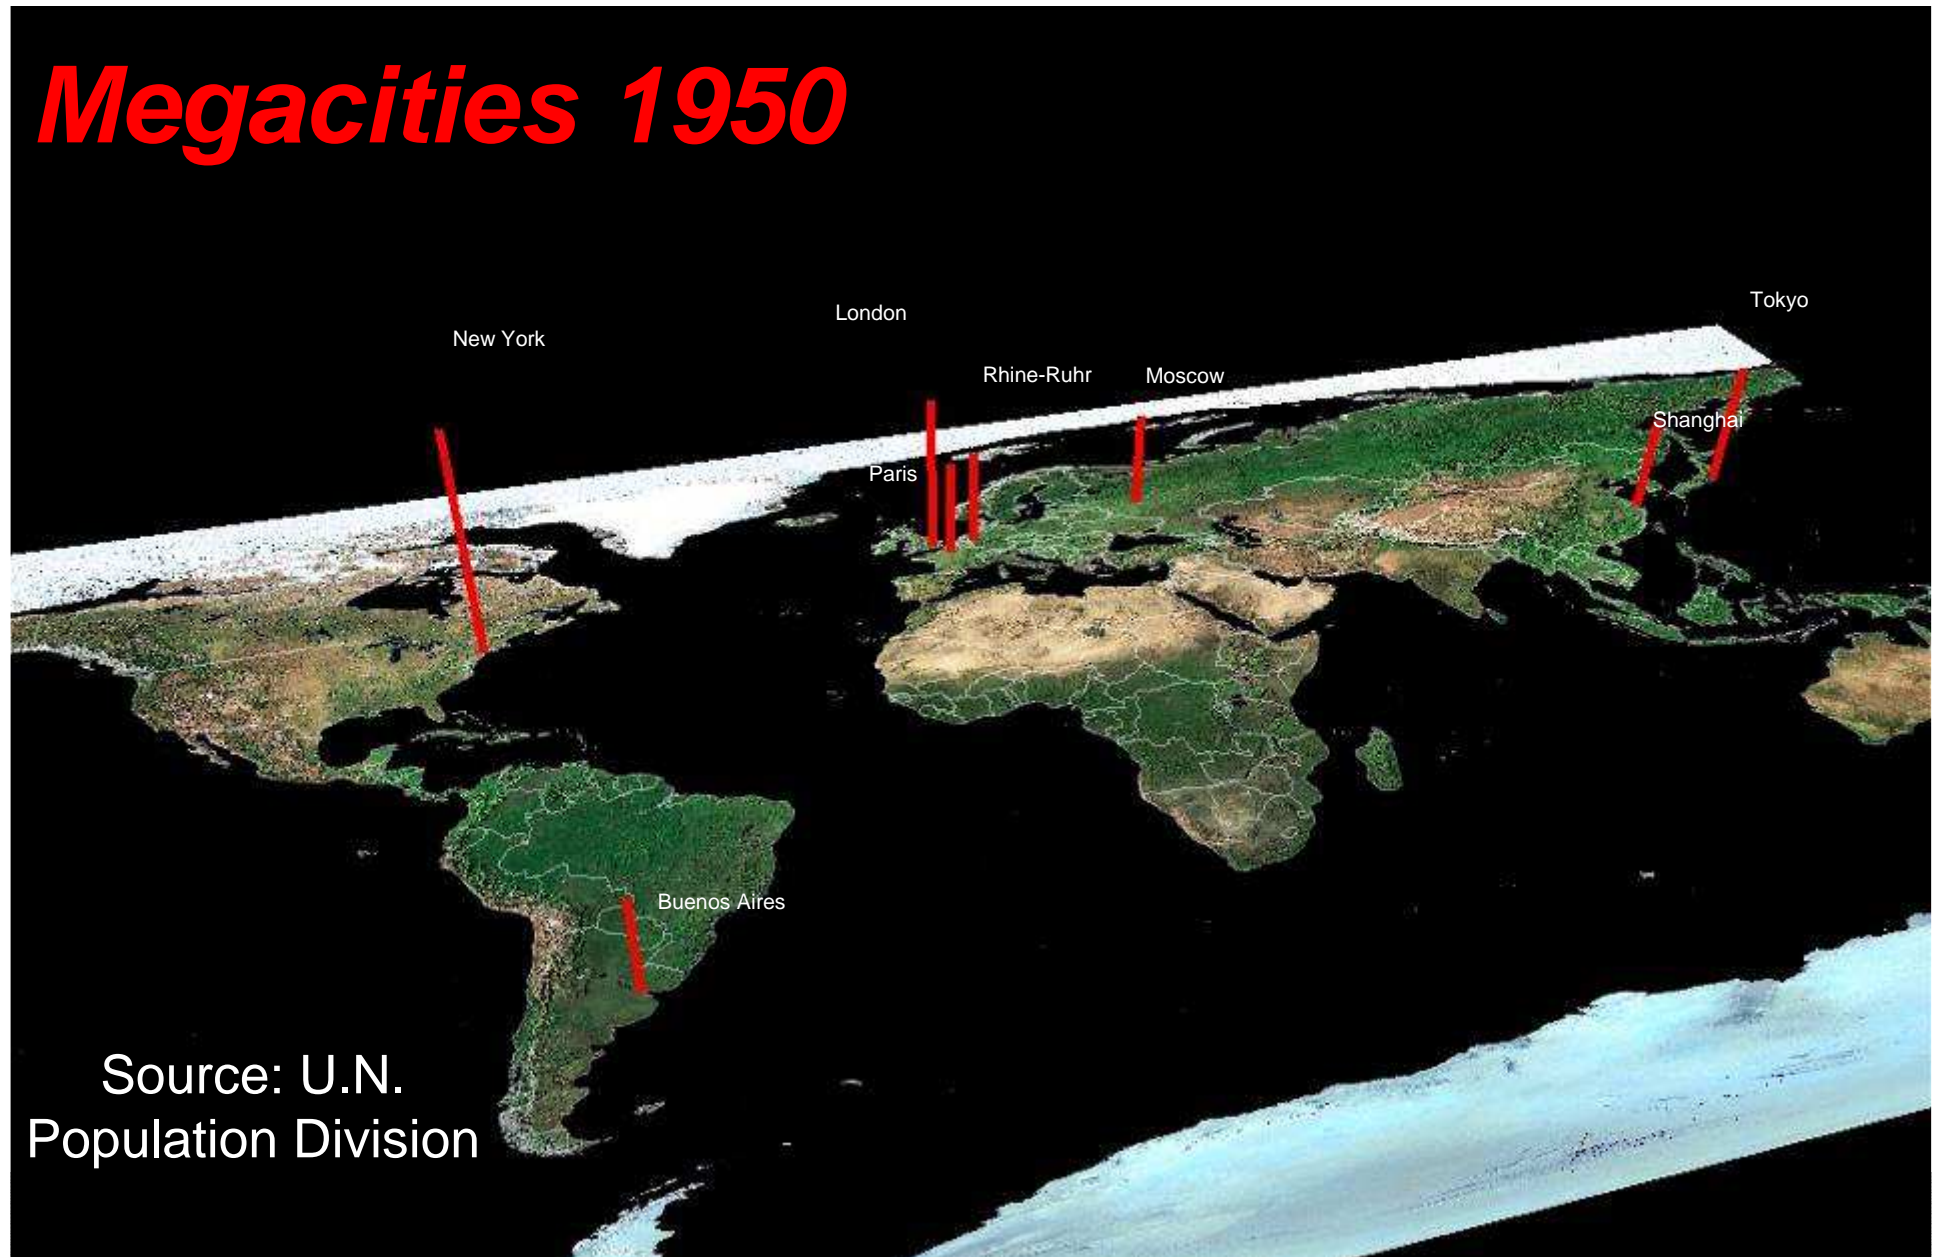 Megacities 1950
Tokyo
London
New York
Rhine-Ruhr
Moscow
Shanghai
Paris
Buenos Aires
Source: U.N.
Population Division